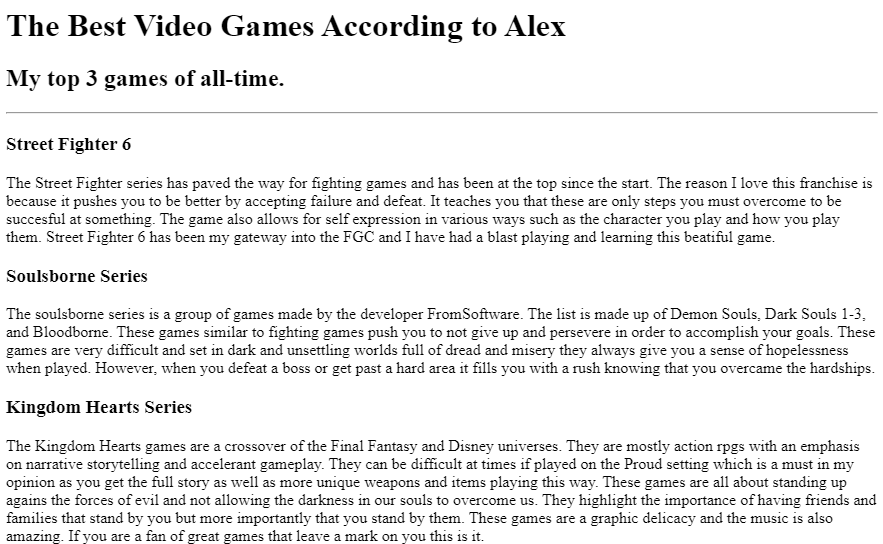 The Best Video Games According to Alex
My top 3 games of all-time.
Street Fighter 6
The Street Fighter series has paved the way for fighting games and has been at the top since the start. The reason I love this franchise is
because it pushes you to be better by accepting failure and defeat. It teaches you that these are only steps you must overcome to be
succesful at something. The game also allows for self expression in various ways such as the character you play and how you play
them. Street Fighter 6 has been my gateway into the FGC and I have had a blast playing and learning this beatiful game.
Soulsborne Series
The soulsborne series is a group of games made by the developer FromSoftware. The list is made up of Demon Souls, Dark Souls 1-3,
and Bloodborne. These games similar to fighting games push you to not give up and persevere in order to accomplish your goals. These
games are very difficult and set in dark and unsettling worlds full of dread and misery they always give you a sense of hopelessness
when played. However, when you defeat a boss or get past a hard area it fills you with a rush knowing that you overcame the hardships.
Kingdom Hearts Series
The Kingdom Hearts games are a crossover of the Final Fantasy and Disney universes. They are mostly action rpgs with an emphasis
on narrative storytelling and accelerant gameplay. They can be difficult at times if played on the Proud setting which is a must in my
opinion as you get the full story as well as more unique weapons and items playing this way. These games are all about standing up
agains the forces of evil and not allowing the darkness in our souls to overcome us. They highlight the importance of having friends and
families that stand by you but more importantly that you stand by them. These games are a graphic delicacy and the music is also
amazing. If you are a fan of great games that leave a mark on you this is it.